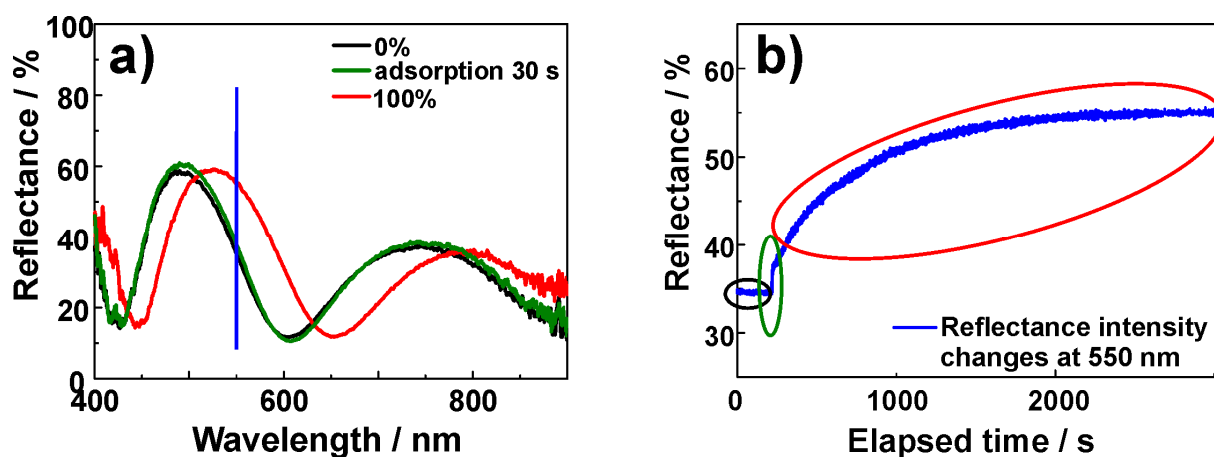 a)
0%
adsorption 30 s
100%
Reflectance / %
100
80
60
40
20
0
400
600
800
Wavelength / nm
b)
Reflectance / %
60
50
40
30
Reflectance intensity
changes at 550 nm
0
1000
2000
Elapsed time / s